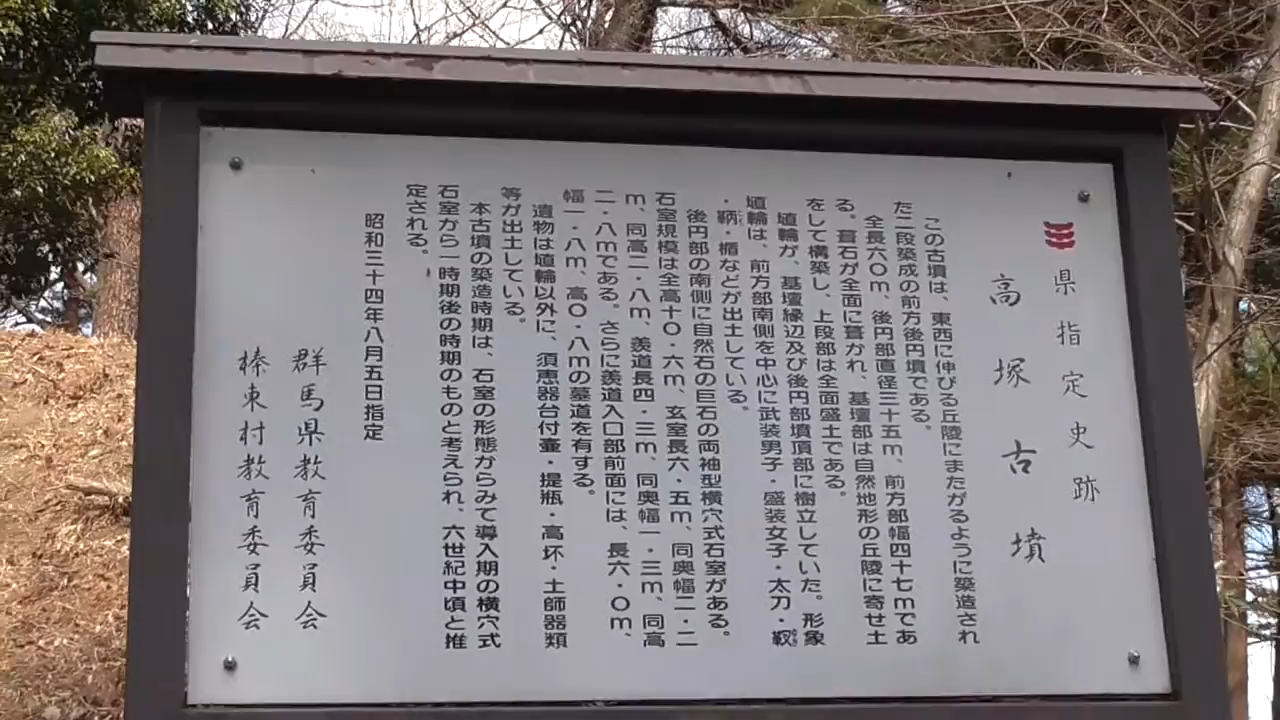 県指定史跡
高塚古墳
この古墳は、東西に伸びる丘陵にまたがるように築造され
た二段築成の前方後円墳である。
全長六〇m、後円部直径三十五m、前方部幅四十七mであ
る。葺石が全面に葺かれ、基壇部は自然地形の丘陵に寄せ土
をして構築し、上段部は全面盛土である。
埴輪が、基壇縁辺及び後円部墳頂部に樹立していた。形象
埴輪は、前方部南側を中心に武装男子・盛装女子・太刀・靫
・鞆・楯などが出土している。
後円部の南側に自然石の巨石の両袖型横穴式石室がある。
石室規模は全高十〇・六m、玄室長六・五m、同奥幅二・二
m、同高二・八m、羨道長四・三m、同奥幅一・三m、同高
二・八mである。さらに羨道入口部前面には、長六・〇m、
幅一・八m、高〇・八mの墓道を有する。
遺物は埴輪以外に、須恵器台付壷・提瓶・高坏・土師器類
等が出土している。
本古墳の築造時期は、石室の形態がらみて導入期の横穴式
石室から一時期後の時期のものと考えられ、六世紀中頃と推
定される。
昭和三十四年八月五日指定
群馬県教育委員会
榛東村教育委員会